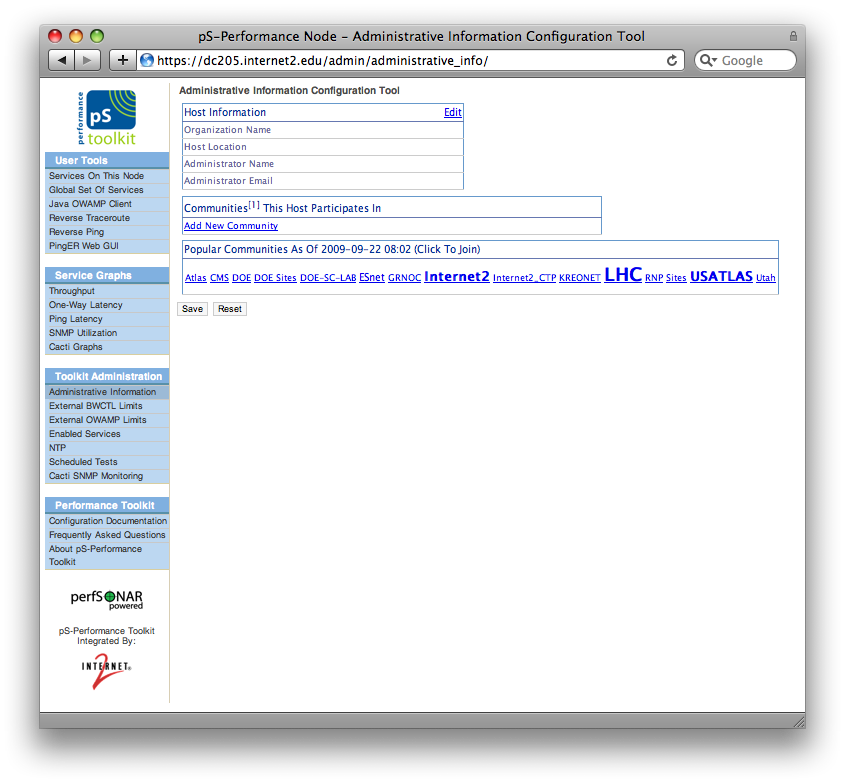 pS-Performance Node – Administrative Information Configuration Tool
https://dc205.internet2.edu/admin/administrative_info/
Google
performance
pS
toolkit
User Tools
Services On This Node
Global Set Of Services
Java OWAMP Client
Reverse Traceroute
Reverse Ping
PingER Web GUI
Service Graphs
Throughput
One-Way Latency
Ping Latency
SNMP Utilization
Cacti Graphs
Toolkit Administration
Administrative Information
External BWCTL Limits
External OWAMP Limits
Enabled Services
NTP
Scheduled Tests
Cacti SNMP Monitoring
Performance Toolkit
Configuration Documentation
Frequently Asked Questions
About pS-Performance
Toolkit
perfSONAR
powered
pS-Performance Toolkit
Integrated By:
INTERNET
2
Administrative Information Configuration Tool
Host Information Edit
Organization Name
Host Location
Administrator Name
Administrator Email
Communities[1] This Host Participates In
Add New Community
Popular Communities As Of 2009-09-22 08:02 (Click To Join)
Atlas CMS DOE DOE Sites DOE-SC-LAB ESnet GRNOC Internet2 Internet2_CTP KREONET LHC RNP Sites USATLAS Utah
Save Reset